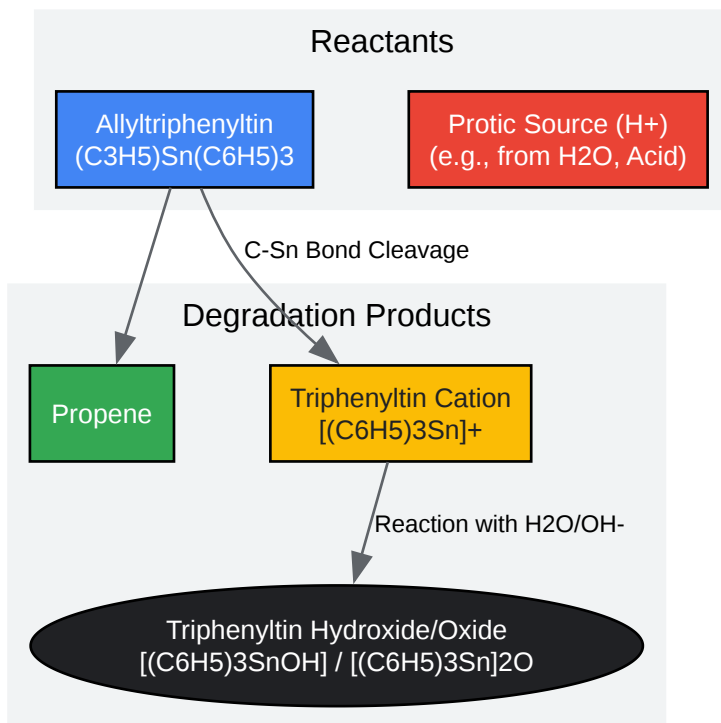 Reactants
Allyltriphenyltin
(C3H5)Sn(C6H5)3
Protic Source (H+)
(e.g., from H2O, Acid)
C-Sn Bond Cleavage
Degradation Products
Propene
Triphenyltin Cation
[(C6H5)3Sn]+
Reaction with H2O/OH-
Triphenyltin Hydroxide/Oxide
[(C6H5)3SnOH] / [(C6H5)3Sn]2O